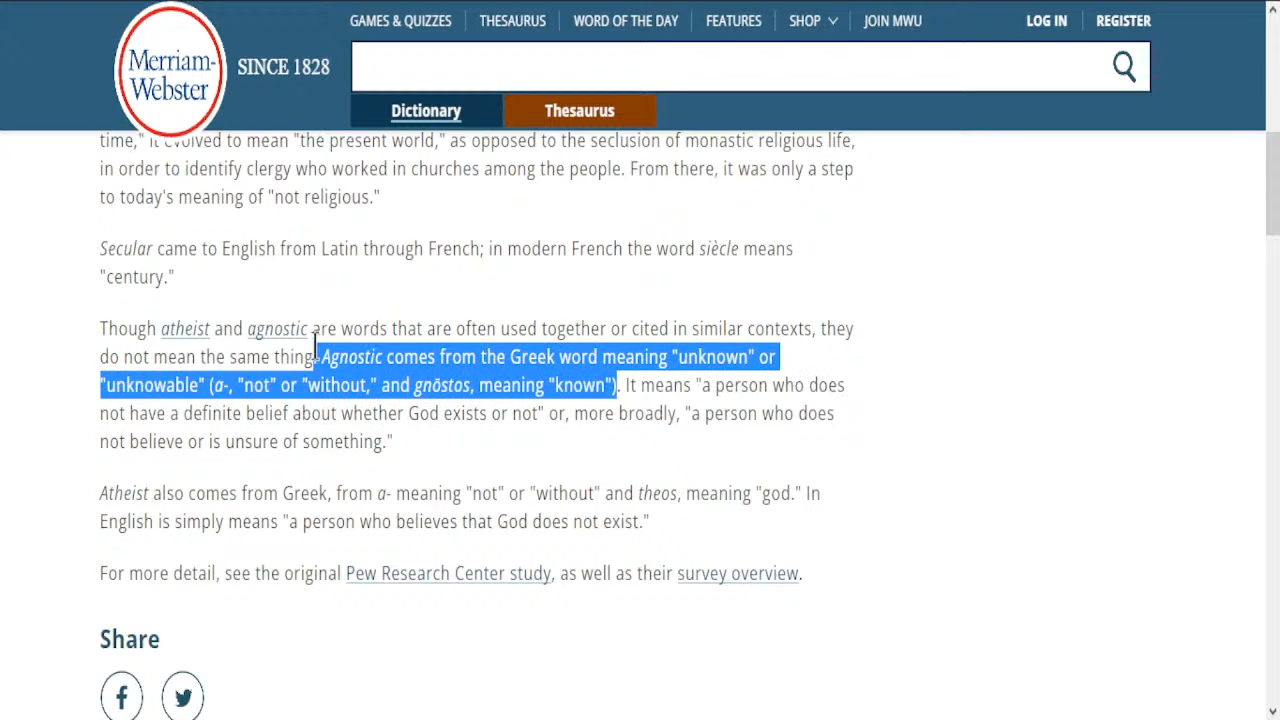 GAMES & QUIZZES THESAURUS WORD OF THE DAY FEATURES SHOP JOIN MWU LOG IN REGISTER
Merriam-
Webster
SINCE 1828
Dictionary Thesaurus
time," it evolved to mean "the present world," as opposed to the seclusion of monastic religious life,
in order to identify clergy who worked in churches among the people. From there, it was only a step
to today's meaning of "not religious."
Secular came to English from Latin through French; in modern French the word siècle means
"century."
Though atheist and agnostic are words that are often used together or cited in similar contexts, they
do not mean the same thing. Agnostic comes from the Greek word meaning "unknown" or
"unknowable" (a-, "not" or "without," and gnōstos, meaning "known"). It means "a person who does
not have a definite belief about whether God exists or not" or, more broadly, "a person who does
not believe or is unsure of something."
Atheist also comes from Greek, from a- meaning "not" or "without" and theos, meaning "god." In
English is simply means "a person who believes that God does not exist."
For more detail, see the original Pew Research Center study, as well as their survey overview.
Share